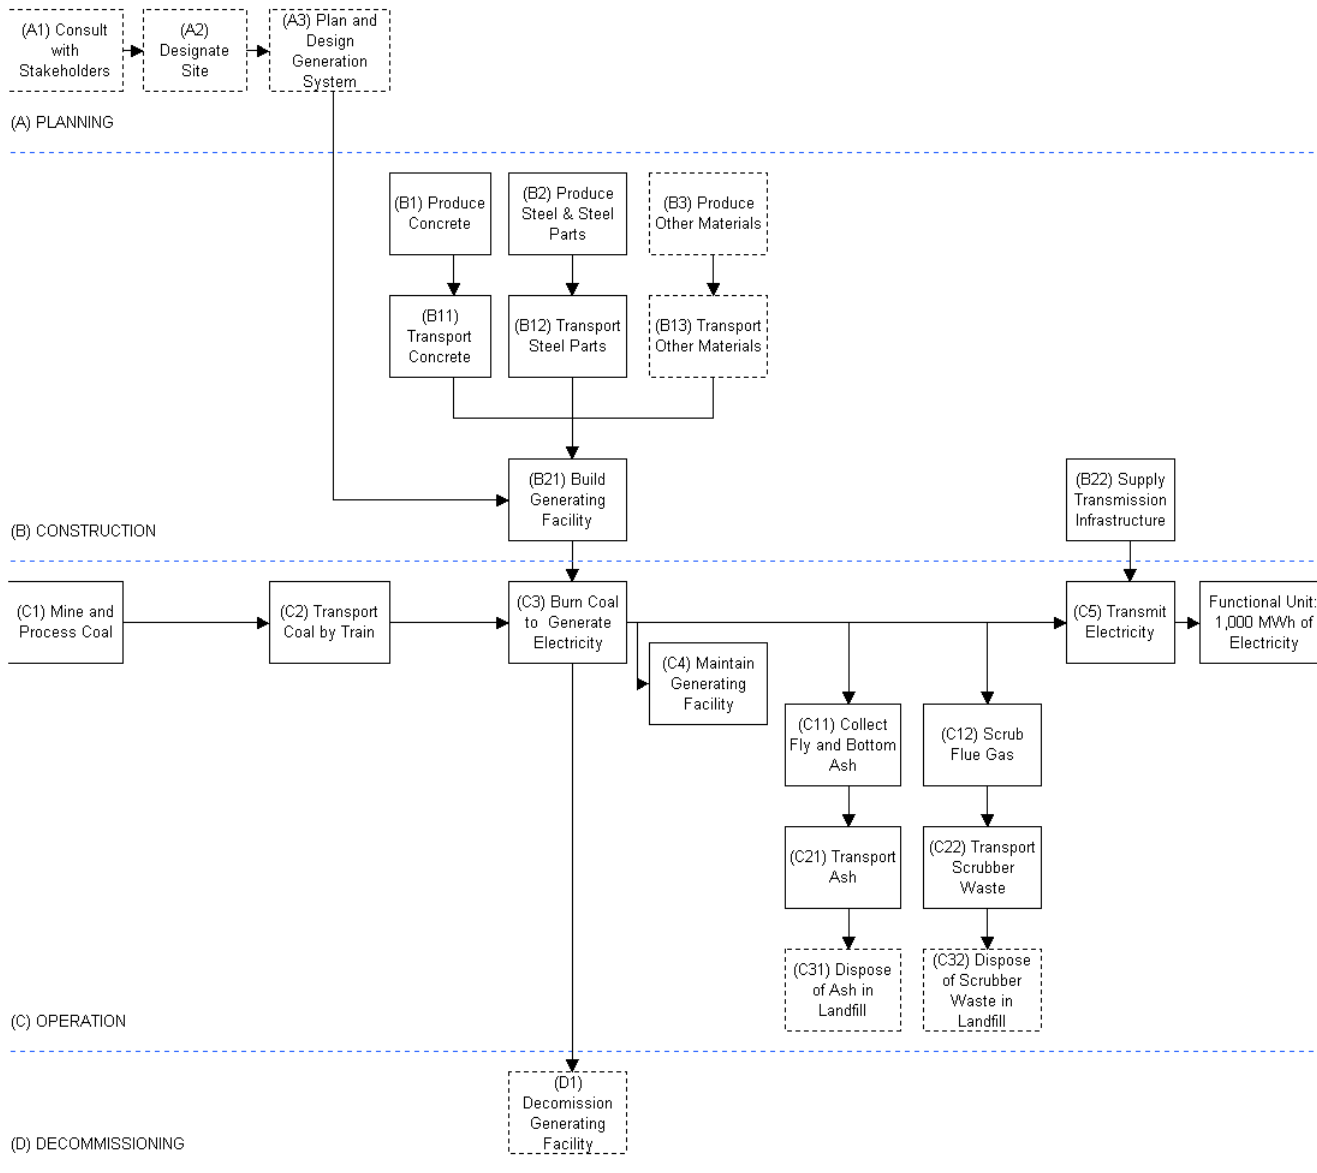 (A1) Consult
with
Stakeholders
(A2)
Designate
Site
(A3) Plan and
Design
Generation
System
(A) PLANNING
(B1) Produce
Concrete
(B2) Produce
Steel & Steel
Parts
(B3) Produce
Other Materials
(B11)
Transport
Concrete
(B12) Transport
Steel Parts
(B13) Transport
Other Materials
(B21) Build
Generating
Facility
(B22) Supply
Transmission
Infrastructure
(B) CONSTRUCTION
(C1) Mine and
Process Coal
(C2) Transport
Coal by Train
(C3) Burn Coal
to Generate
Electricity
(C5) Transmit
Electricity
Functional Unit:
1,000 MWh of
Electricity
(C4) Maintain
Generating
Facility
(C11) Collect
Fly and Bottom
Ash
(C12) Scrub
Flue Gas
(C21) Transport
Ash
(C22) Transport
Scrubber
Waste
(C31) Dispose
of Ash in
Landfill
(C32) Dispose
of Scrubber
Waste in
Landfill
(C) OPERATION
(D1)
Decomission
Generating
Facility
(D) DECOMMISSIONING